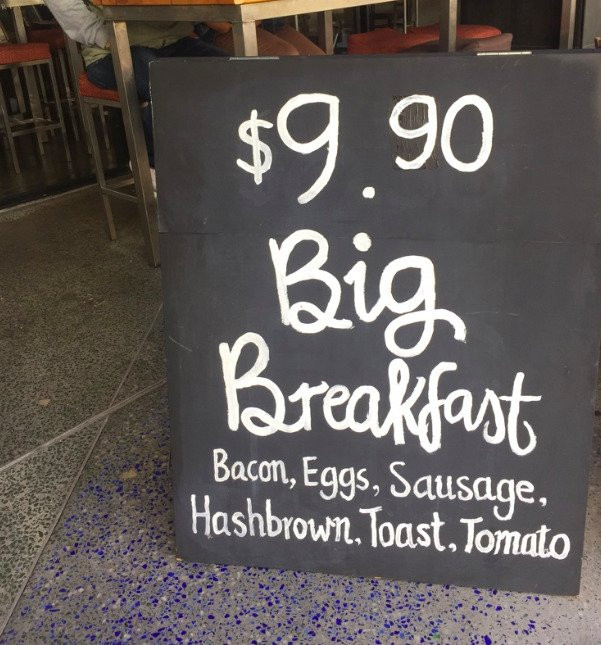 $9.90
Big
Breakfast
Bacon, Eggs, Sausage,
Hashbrown, Toast, Tomato